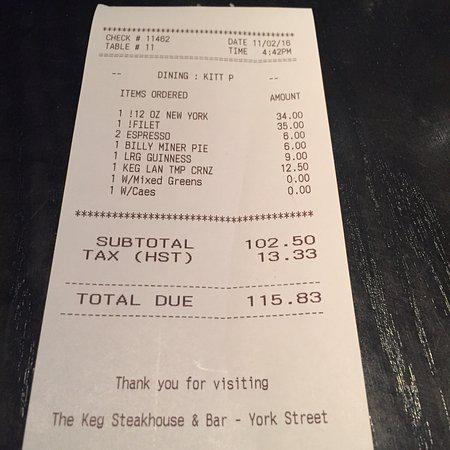 ****************************************
CHECK # 11462 DATE 11/02/16
TABLE # 11 TIME 4:42PM
****************************************
-- DINING : KITT P --
ITEMS ORDERED AMOUNT
1 !12 OZ NEW YORK 34.00
1 !FILET 35.00
2 ESPRESSO 6.00
1 BILLY MINER PIE 6.00
1 LRG GUINNESS 9.00
1 KEG LAN TMP CRNZ 12.50
1 W/Mixed Greens 0.00
1 W/Caes 0.00
****************************************
SUBTOTAL 102.50
TAX (HST) 13.33
----------------------------------------
TOTAL DUE 115.83
----------------------------------------
Thank you for visiting
The Keg Steakhouse & Bar - York Street